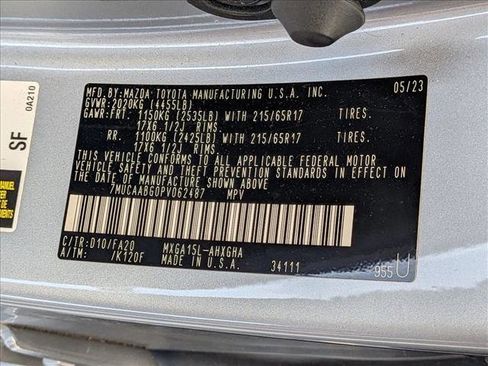 MFD.BY:MAZDA TOYOTA MANUFACTURING U.S.A. INC. 05/23
GVWR:2020KG (4455LB)
GAWR:FRT. 1150KG (2535LB) WITH 215/65R17 TIRES.
17X6 1/2J RIMS.
RR. 1100KG (2425LB) WITH 215/65R17 TIRES.
17X6 1/2J RIMS.
THIS VEHICLE CONFORMS TO ALL APPLICABLE FEDERAL MOTOR
VEHICLE SAFETY AND THEFT PREVENTION STANDARDS IN EFFECT ON
THE DATE OF MANUFACTURE SHOWN ABOVE.
7MUCAABG0PV062487 MPV
C/TR:D10/FA20 MXGA15L-AHXGHA
A/TM: /K120F MADE IN U.S.A. 34111
955 U
0A210
SF
MANUEL